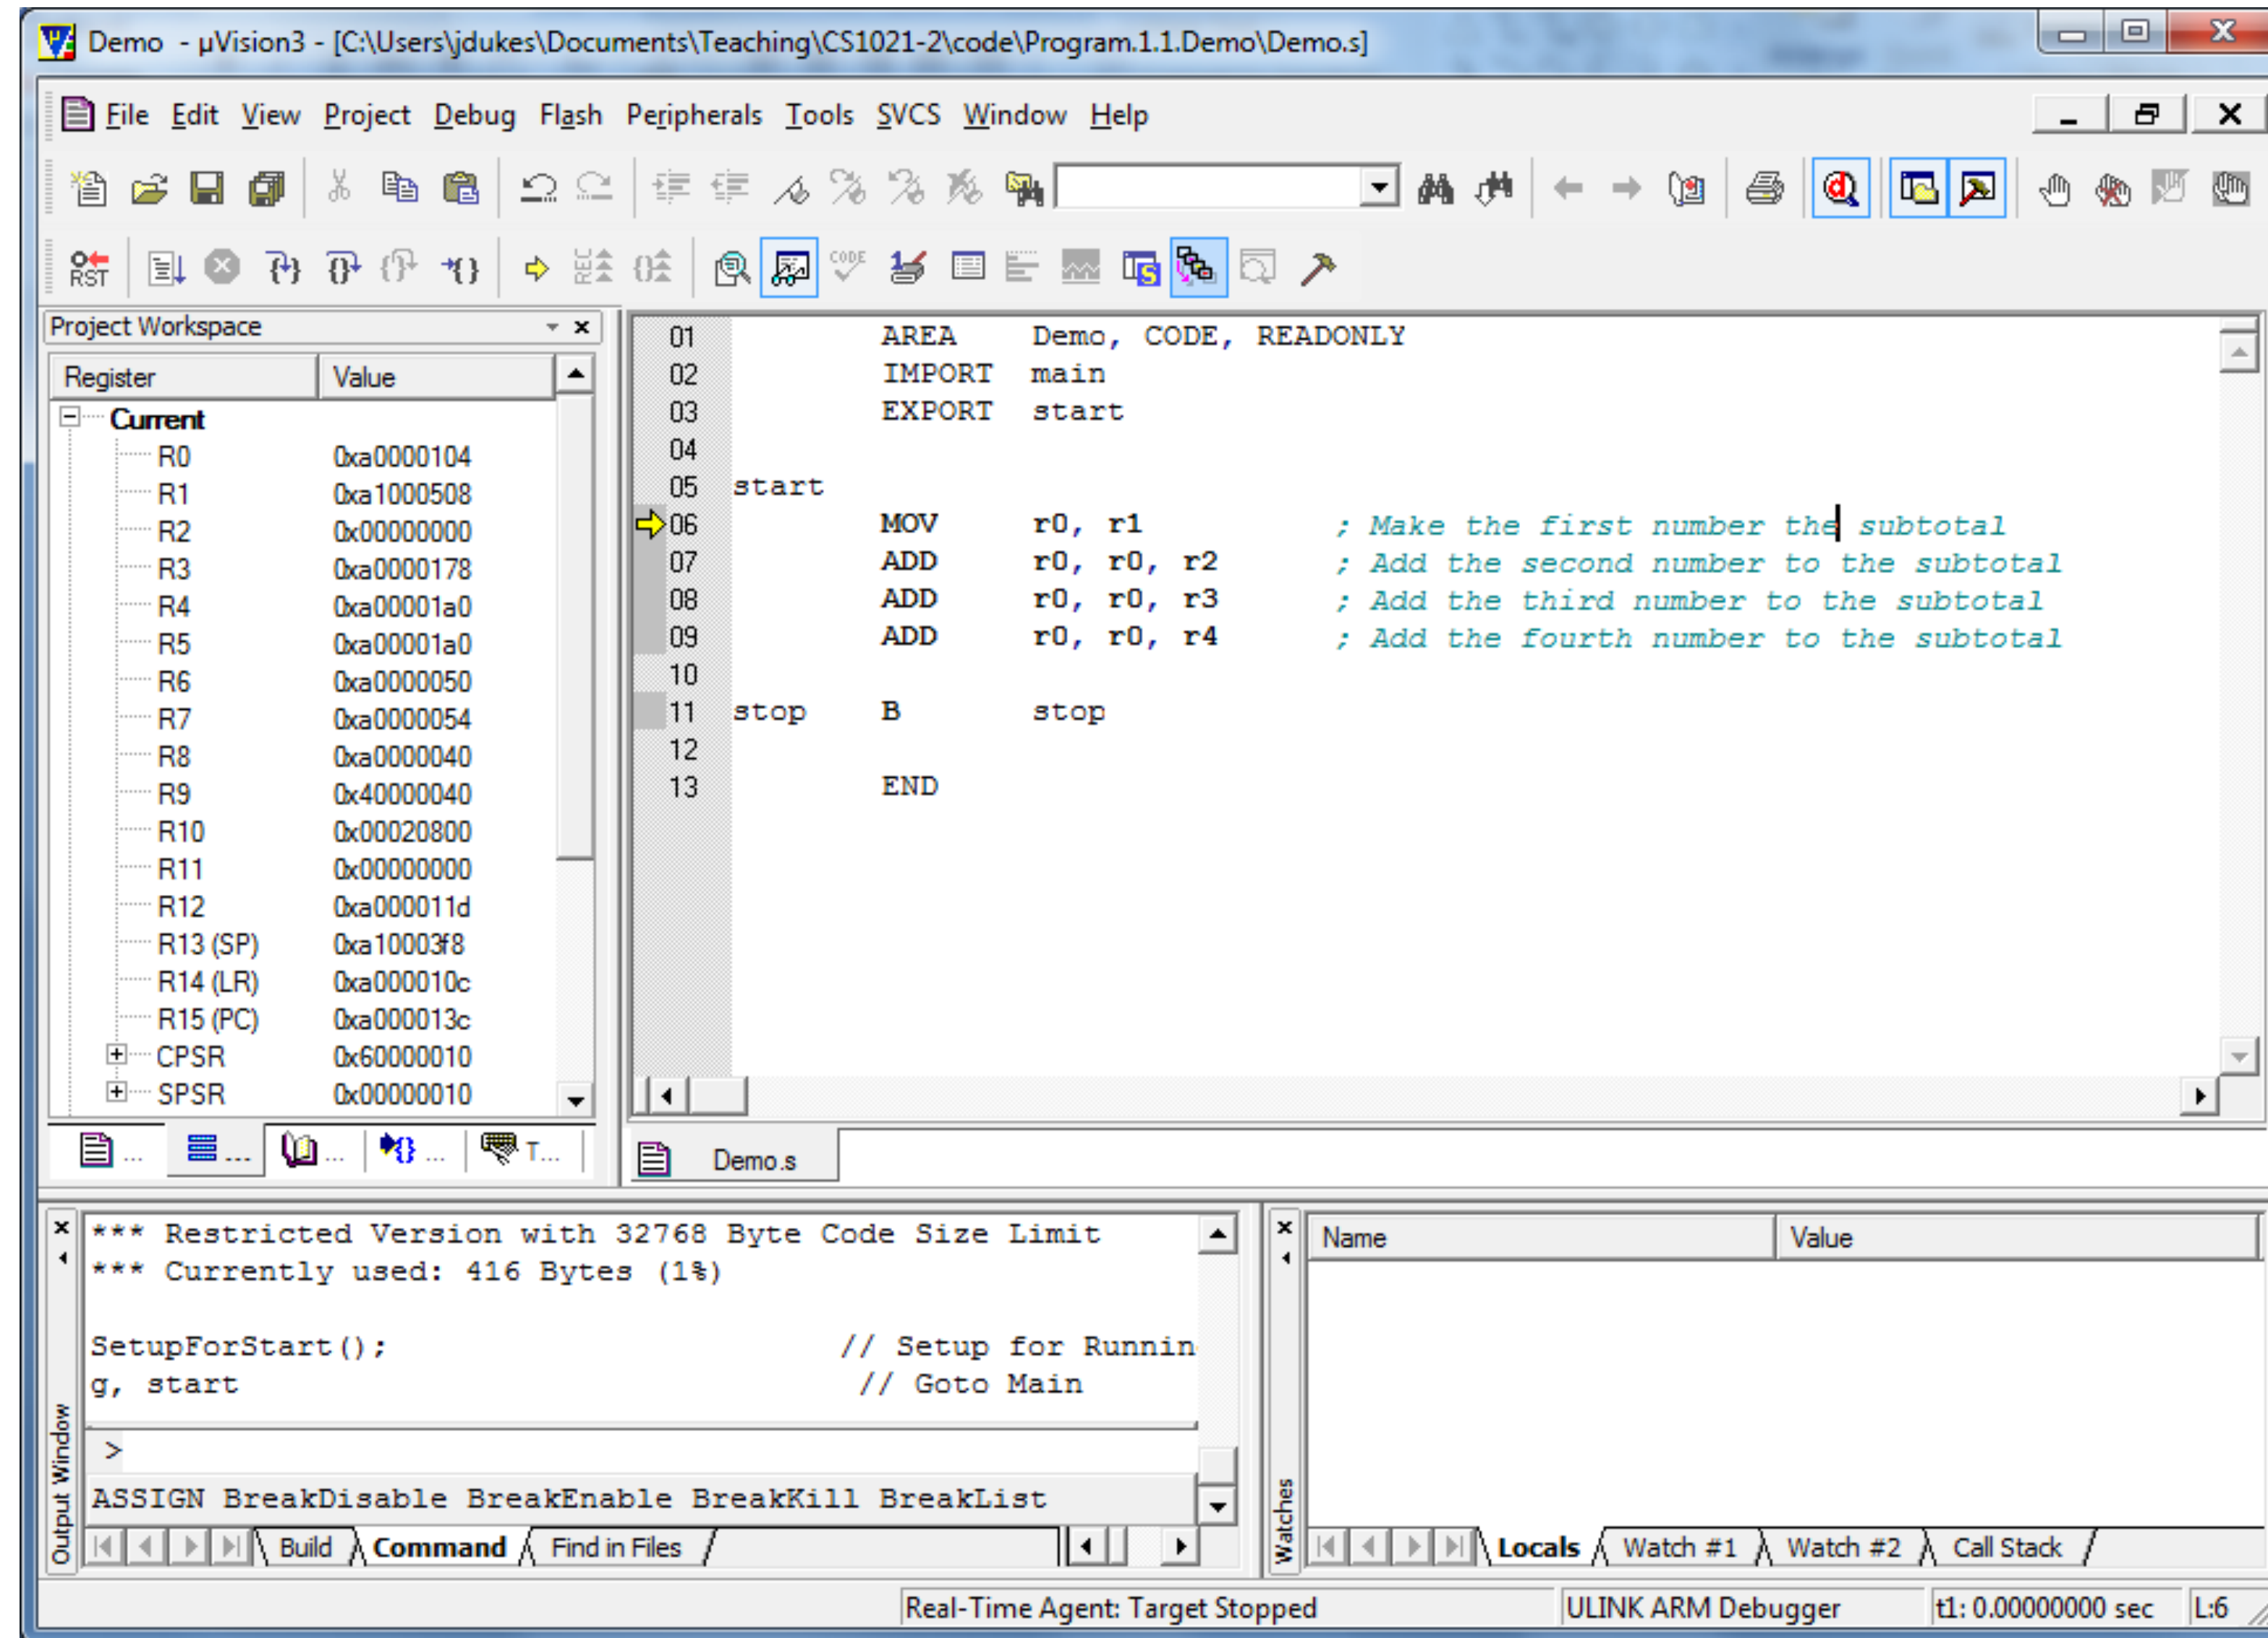 Demo - µVision3 - [C:\Users\jdukes\Documents\Teaching\CS1021-2\code\Program.1.1.Demo\Demo.s]
File Edit View Project Debug Flash Peripherals Tools SVCS Window Help
RST REC CODE
Project Workspace
Register Value
Current
R0 0xa0000104
R1 0xa1000508
R2 0x00000000
R3 0xa0000178
R4 0xa00001a0
R5 0xa00001a0
R6 0xa0000050
R7 0xa0000054
R8 0xa0000040
R9 0x40000040
R10 0x00020800
R11 0x00000000
R12 0xa000011d
R13 (SP) 0xa10003f8
R14 (LR) 0xa000010c
R15 (PC) 0xa000013c
CPSR 0x60000010
SPSR 0x00000010
... ... ... ... T...
01 AREA Demo, CODE, READONLY
02 IMPORT main
03 EXPORT start
04
05 start
06 MOV r0, r1 ; Make the first number the subtotal
07 ADD r0, r0, r2 ; Add the second number to the subtotal
08 ADD r0, r0, r3 ; Add the third number to the subtotal
09 ADD r0, r0, r4 ; Add the fourth number to the subtotal
10
11 stop B stop
12
13 END
Demo.s
*** Restricted Version with 32768 Byte Code Size Limit
*** Currently used: 416 Bytes (1%)
SetupForStart(); // Setup for Runnin
g, start // Goto Main
>
ASSIGN BreakDisable BreakEnable BreakKill BreakList
Build Command Find in Files
Output Window
Name Value
Watches
Locals Watch #1 Watch #2 Call Stack
Real-Time Agent: Target Stopped ULINK ARM Debugger t1: 0.00000000 sec L:6